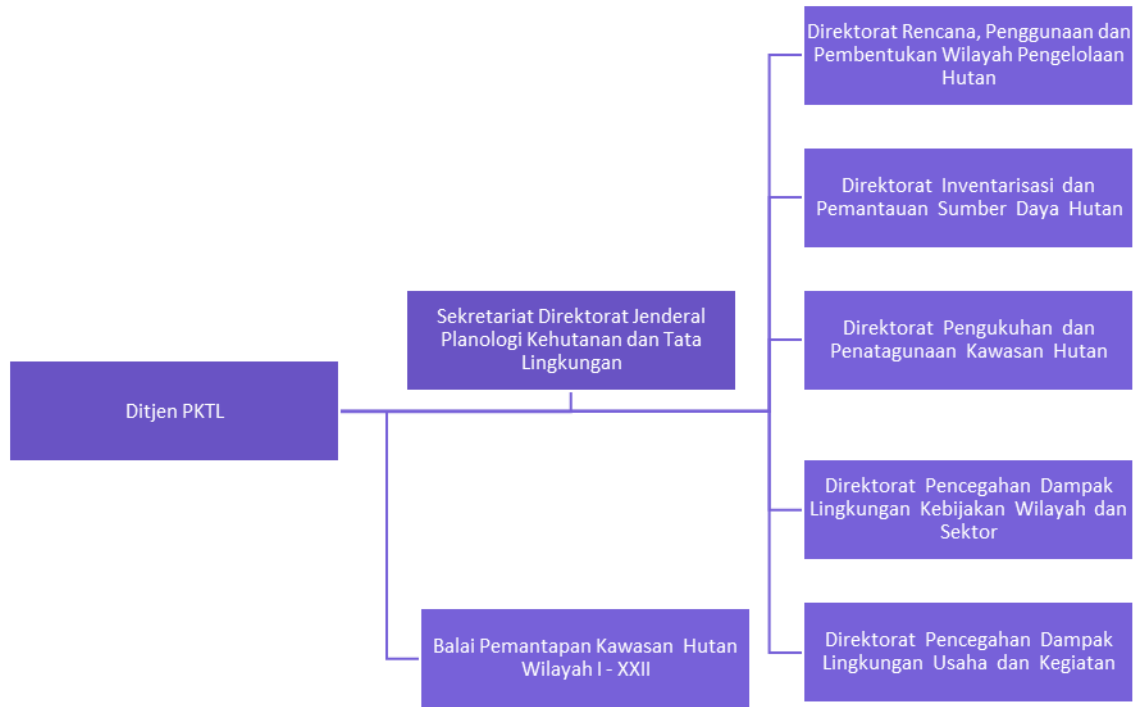 Direktorat Rencana, Penggunaan dan
Pembentukan Wilayah Pengelolaan
Hutan
Direktorat Inventarisasi dan
Pemantauan Sumber Daya Hutan
Sekretariat Direktorat Jenderal
Planologi Kehutanan dan Tata
Lingkungan
Direktorat Pengukuhan dan
Penatagunaan Kawasan Hutan
Ditjen PKTL
Direktorat Pencegahan Dampak
Lingkungan Kebijakan Wilayah dan
Sektor
Balai Pemantapan Kawasan Hutan
Wilayah I - XXII
Direktorat Pencegahan Dampak
Lingkungan Usaha dan Kegiatan